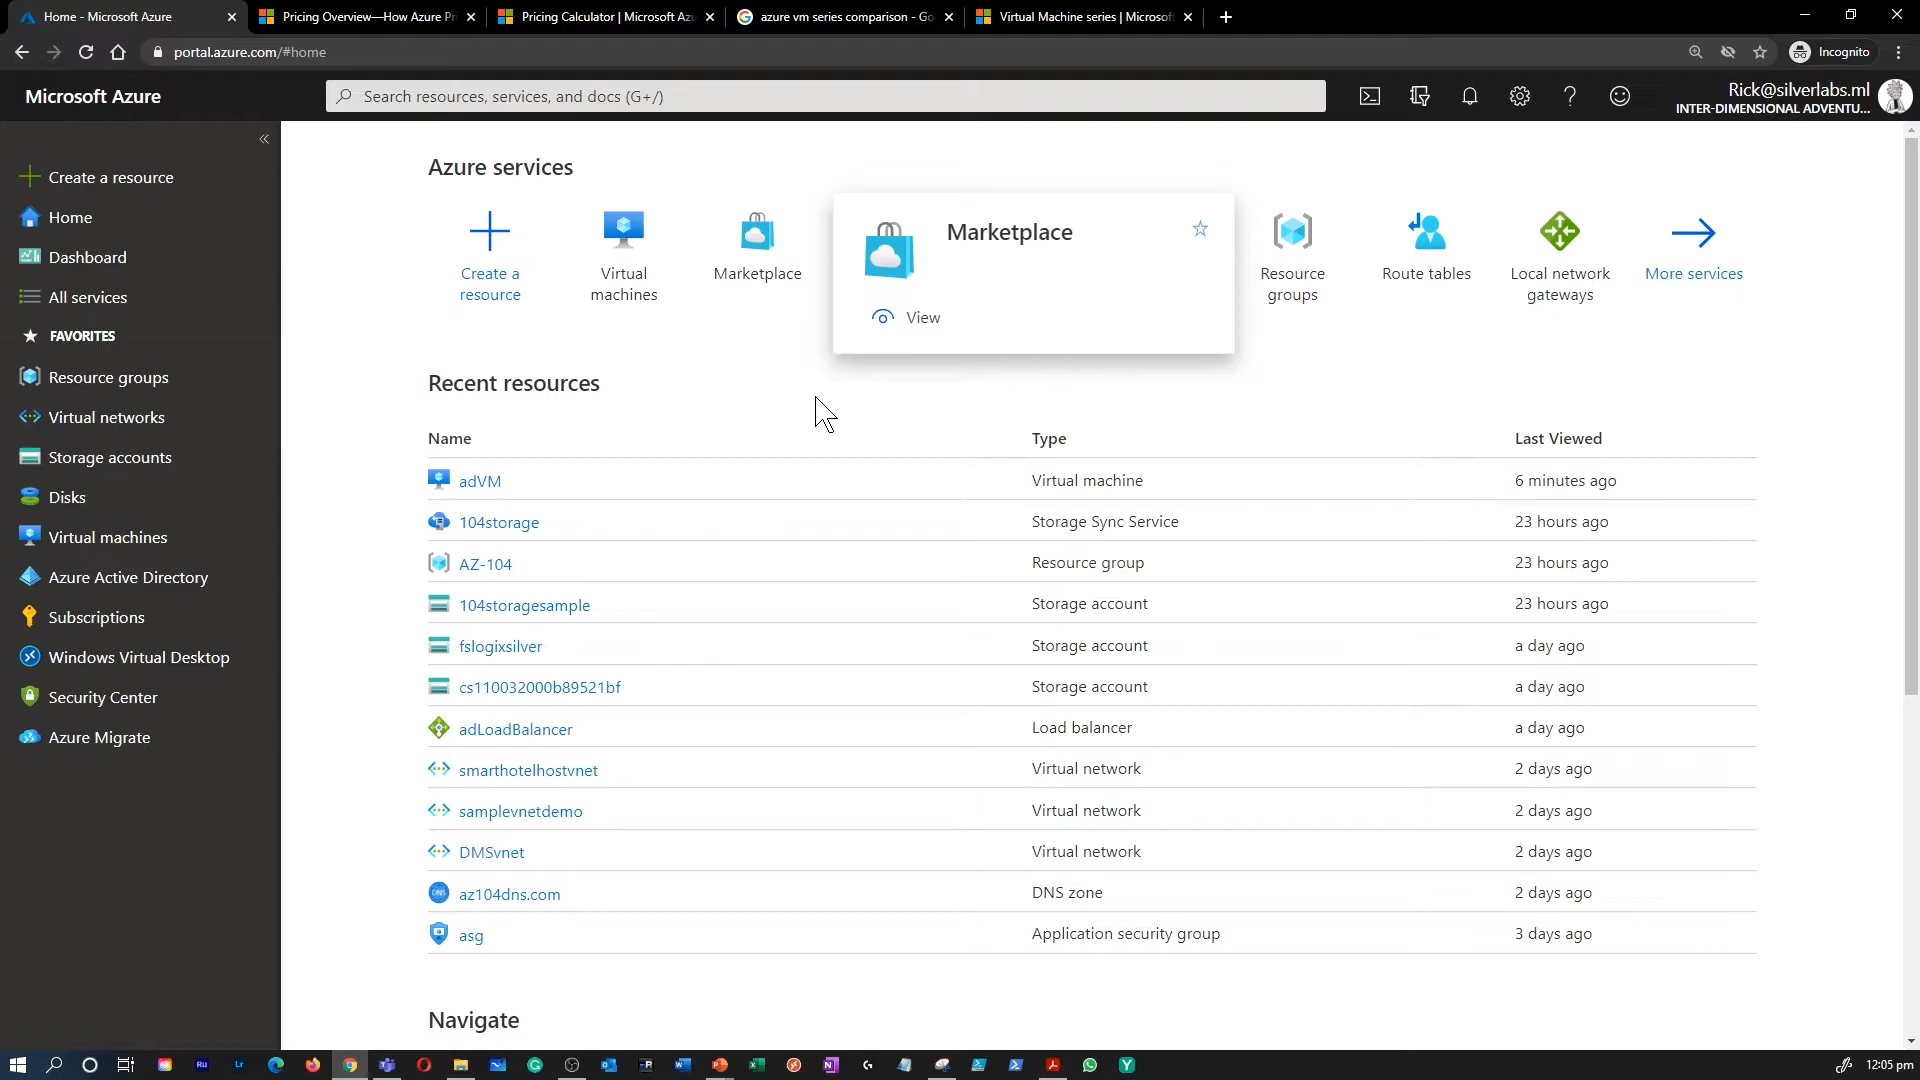 Home - Microsoft Azure
Pricing Overview—How Azure Pri
Pricing Calculator | Microsoft Azu
azure vm series comparison - Go
Virtual Machine series | Microsoft
portal.azure.com/#home
Incognito
Microsoft Azure
Search resources, services, and docs (G+/)
Rick@silverlabs.ml
INTER-DIMENSIONAL ADVENTU...
Create a resource
Home
Dashboard
All services
FAVORITES
Resource groups
Virtual networks
Storage accounts
Disks
Virtual machines
Azure Active Directory
Subscriptions
Windows Virtual Desktop
Security Center
Azure Migrate
Azure services
Create a
resource
Virtual
machines
Marketplace
Marketplace
View
Resource
groups
Route tables
Local network
gateways
More services
Recent resources
Name Type Last Viewed
adVM Virtual machine 6 minutes ago
104storage Storage Sync Service 23 hours ago
AZ-104 Resource group 23 hours ago
104storagesample Storage account 23 hours ago
fslogixsilver Storage account a day ago
cs110032000b89521bf Storage account a day ago
adLoadBalancer Load balancer a day ago
smarthotelhostvnet Virtual network 2 days ago
samplevnetdemo Virtual network 2 days ago
DMSvnet Virtual network 2 days ago
az104dns.com DNS zone 2 days ago
asg Application security group 3 days ago
Navigate
12:05 pm